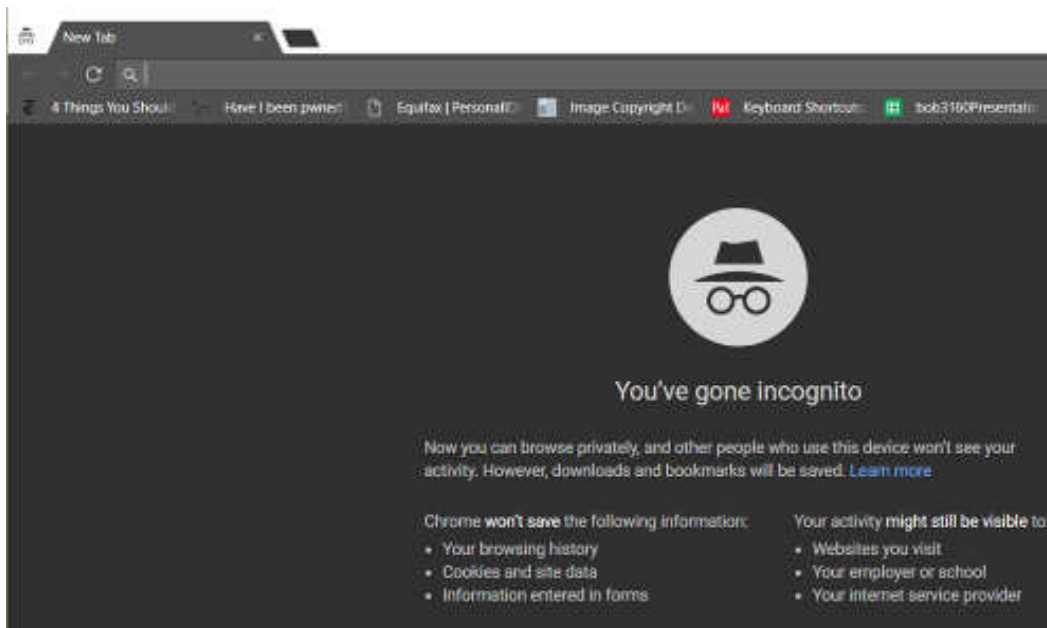 New Tab
4 Things You Shoul
Have I been pwned
Equifax | PersonalID
Image Copyright De
Keyboard Shortcuts
bob3160Presentatio
You've gone incognito
Now you can browse privately, and other people who use this device won't see your
activity. However, downloads and bookmarks will be saved. Learn more
Chrome won't save the following information:
• Your browsing history
• Cookies and site data
• Information entered in forms
Your activity might still be visible to
• Websites you visit
• Your employer or school
• Your internet service provider